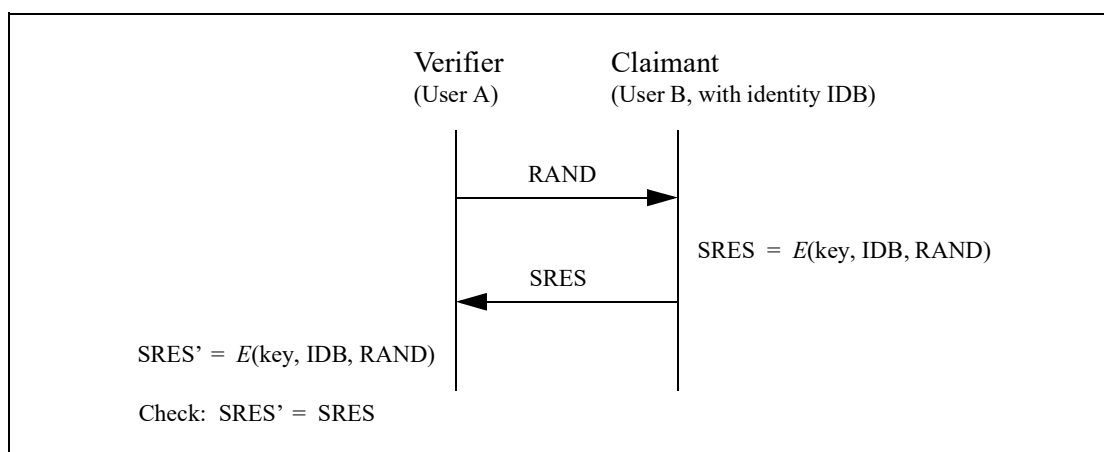 Verifier
(User A)
Claimant
(User B, with identity IDB)
RAND
SRES = E(key, IDB, RAND)
SRES
SRES’ = E(key, IDB, RAND)
Check: SRES’ = SRES